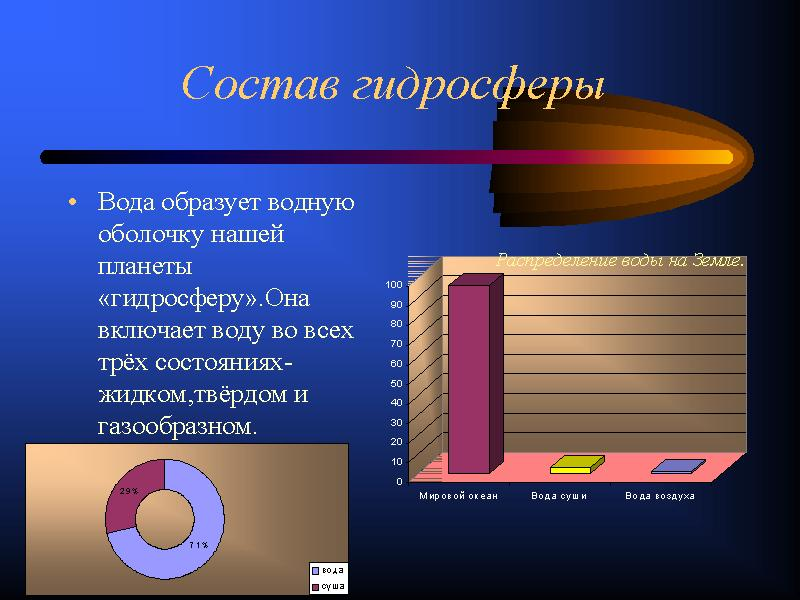 Состав гидросферы
• Вода образует водную
оболочку нашей
планеты
«гидросферу».Она
включает воду во всех
трёх состояниях-
жидком,твёрдом и
газообразном.
Распределение воды на Земле.
100
90
80
70
60
50
40
30
20
10
0
Мировой океан Вода суши Вода воздуха
29%
71%
вода
суша